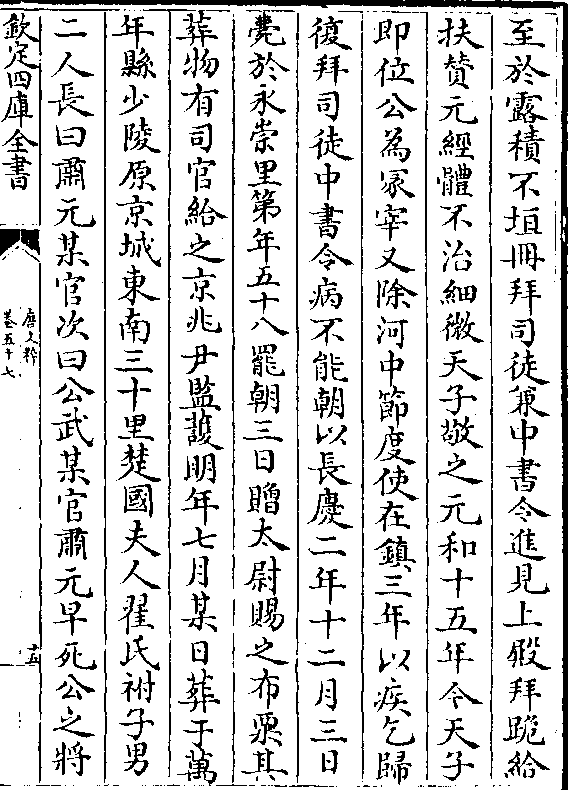 至於露積不垣冊拜司徒兼中書令進見上殿拜跪給
扶贊元經體不治細微天子敬之元和十五年今天子
即位公為冢宰又除河中節度使在鎮三年以疾乞歸
復拜司徒中書令病不能朝以長慶二年十二月三日
薨於永崇里第年五十八罷朝三日贈太尉賜之布粟其
葬物有司官給之京兆尹監護明年七月某日葬于萬
年縣少陵原京城東南三十里楚國夫人翟氏祔子男
二人長曰肅元某官次曰公武某官肅元早死公之將
欽定四庫全書
唐文粹
卷五十七
十五